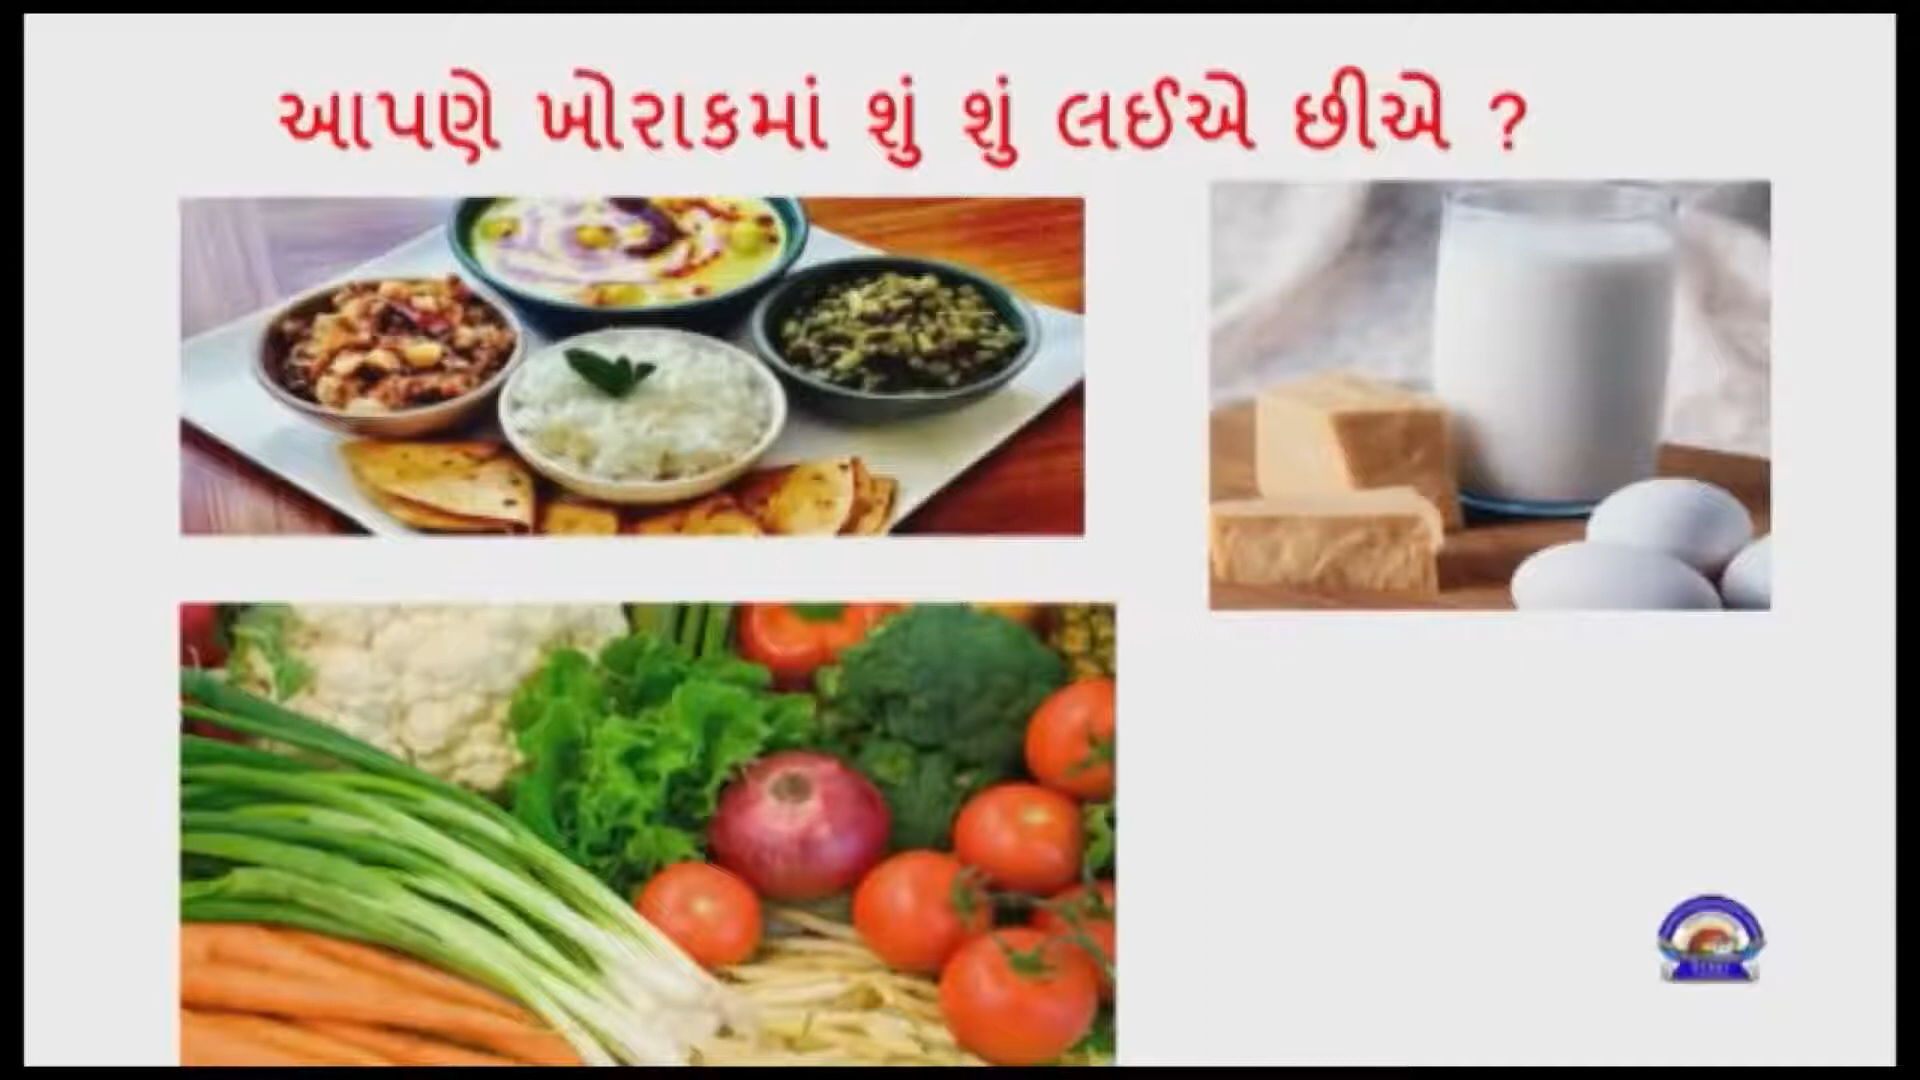 આપણે ખોરાકમાં શું શું લઈએ છીએ ?